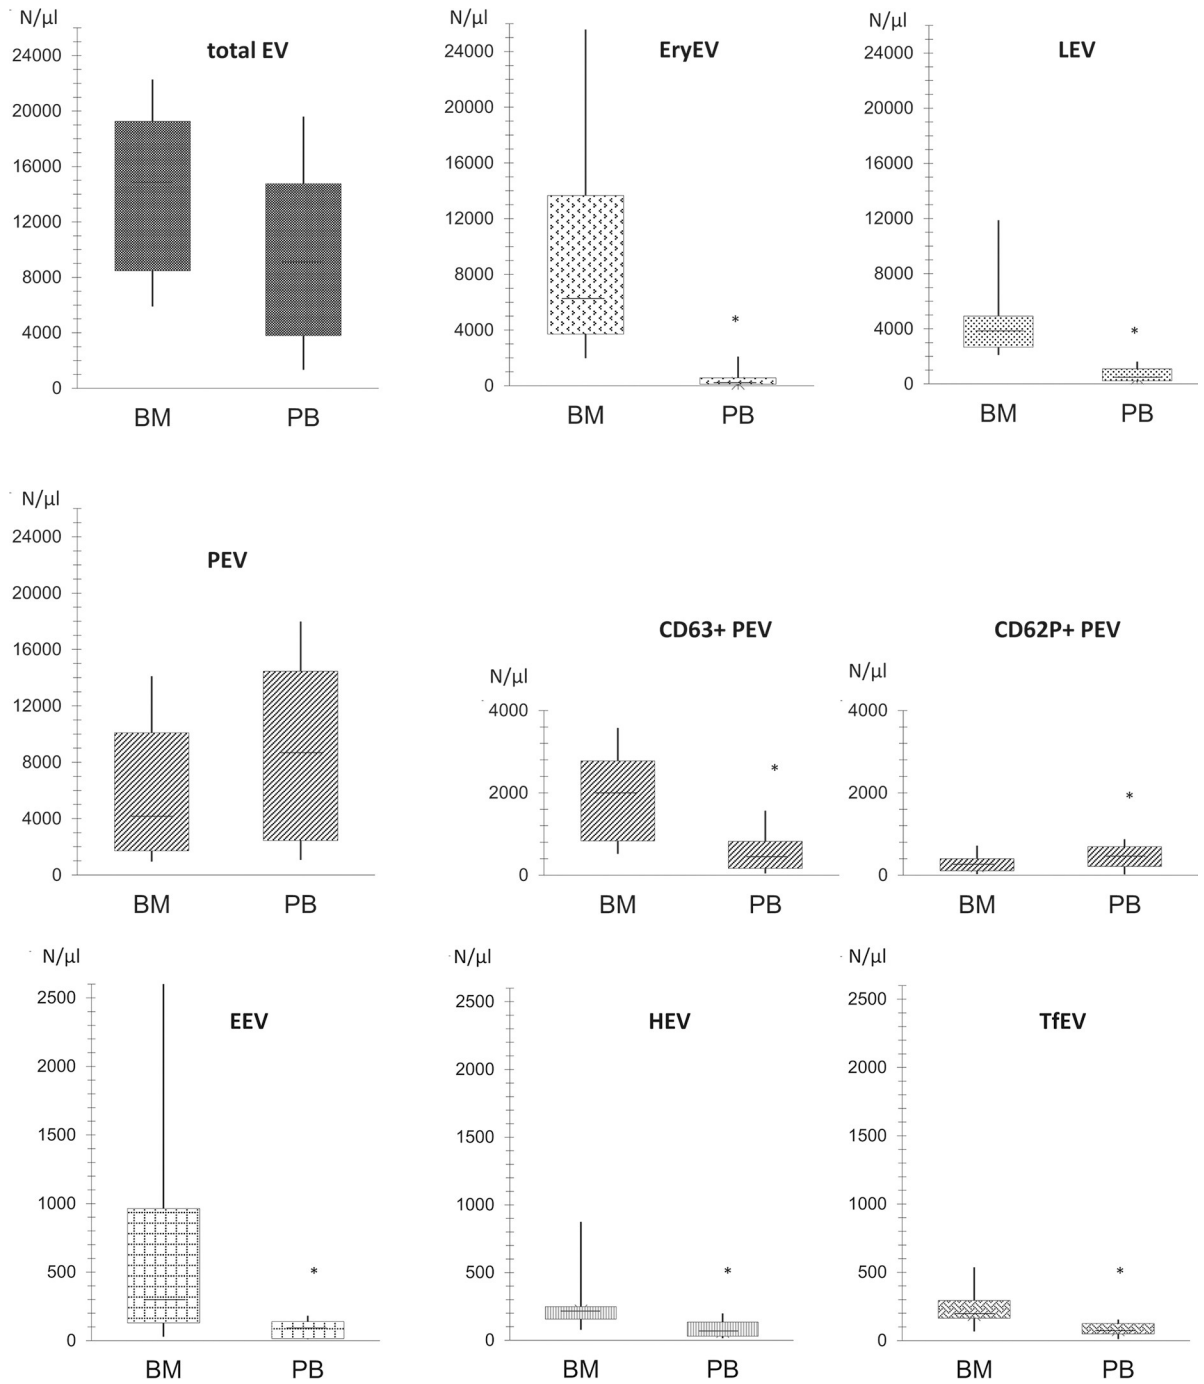 N/µl
total EV
24000
20000
16000
12000
8000
4000
0
BM PB
N/µl
EryEV
24000
20000
16000
12000
8000
4000
*
0
BM PB
N/µl
LEV
24000
20000
16000
12000
8000
4000
*
0
BM PB
N/µl
24000
PEV
20000
16000
12000
8000
4000
0
BM PB
CD63+ PEV
N/µl
4000
*
2000
0
BM PB
CD62P+ PEV
N/µl
4000
2000
*
0
BM PB
N/µl
2500
EEV
2000
1500
1000
500
*
0
BM PB
N/µl
2500
HEV
2000
1500
1000
500
*
0
BM PB
N/µl
2500
TfEV
2000
1500
1000
500
*
0
BM PB